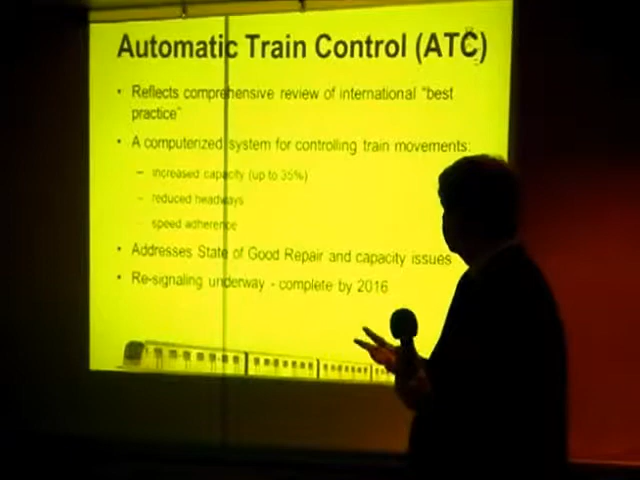 Automatic Train Control (ATC)
• Reflects comprehensive review of international "best
practice"
• A computerized system for controlling train movements:
– increased capacity (up to 35%)
– reduced headways
– speed adherence
• Addresses State of Good Repair and capacity issues
• Re-signaling underway - complete by 2016